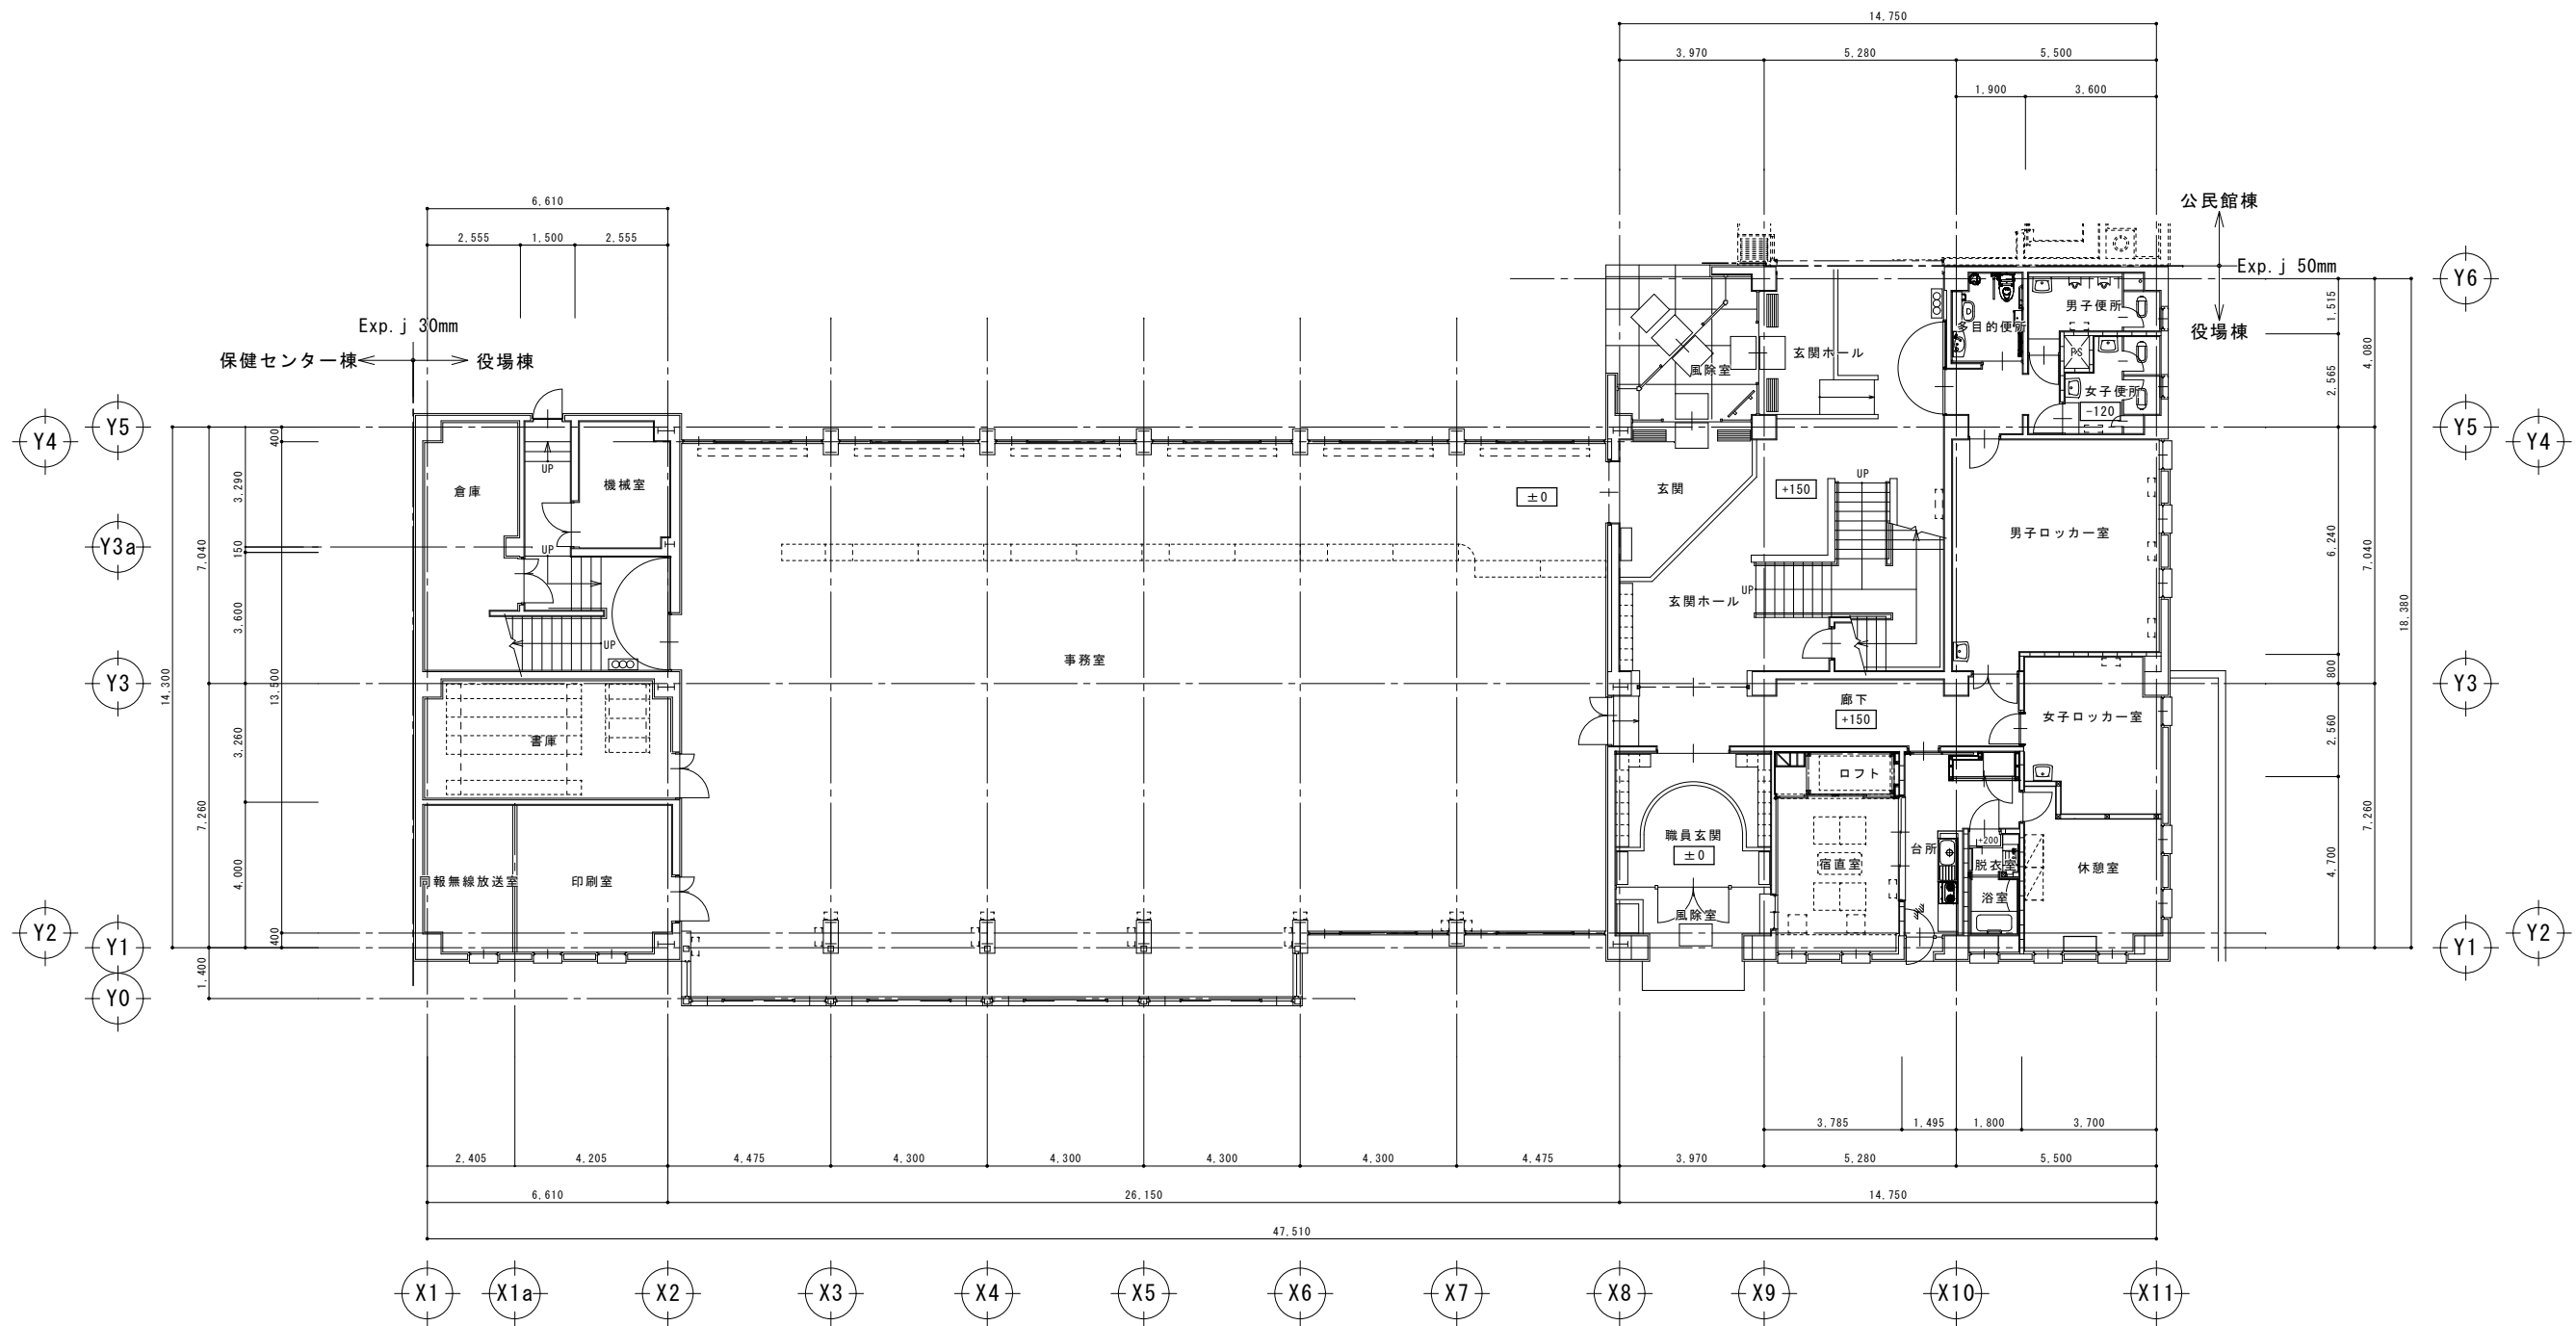 14,750
3,970
5,280
5,500
1,900
3,600
6,610
2,555
1,500
2,555
公民館棟
Exp.j 50mm
役場棟
Exp.j 30mm
保健センター棟
役場棟
Y6
Y5
Y4
Y3
Y1
Y2
Y4
Y5
Y3a
Y3
Y2
Y1
Y0
14,300
7,040
7,260
1,400
3,290
150
3,600
3,260
4,000
400
13,500
400
1,515
2,565
6,240
800
2,560
4,700
4,080
7,040
7,260
18,380
倉庫
UP
機械室
UP
UP
書庫
同報無線放送室
印刷室
事務室
±0
風除室
玄関ホール
多目的便所
男子便所
PS
女子便所
-120
玄関
+150
UP
男子ロッカー室
玄関ホール
UP
廊下
+150
女子ロッカー室
ロフト
職員玄関
±0
宿直室
台所
+200
脱衣室
浴室
休憩室
風除室
3,785
1,495
1,800
3,700
2,405
4,205
4,475
4,300
4,300
4,300
4,300
4,475
3,970
5,280
5,500
6,610
26,150
14,750
47,510
X1
X1a
X2
X3
X4
X5
X6
X7
X8
X9
X10
X11